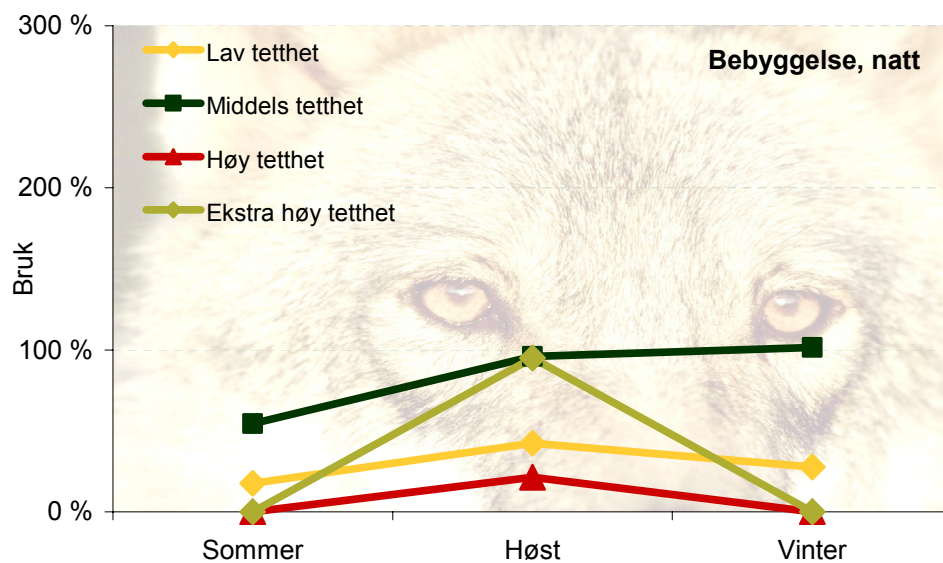 300 %
Lav tetthet
Bebyggelse, natt
Middels tetthet
Høy tetthet
200 %
Ekstra høy tetthet
Bruk
100 %
0 %
Sommer Høst Vinter